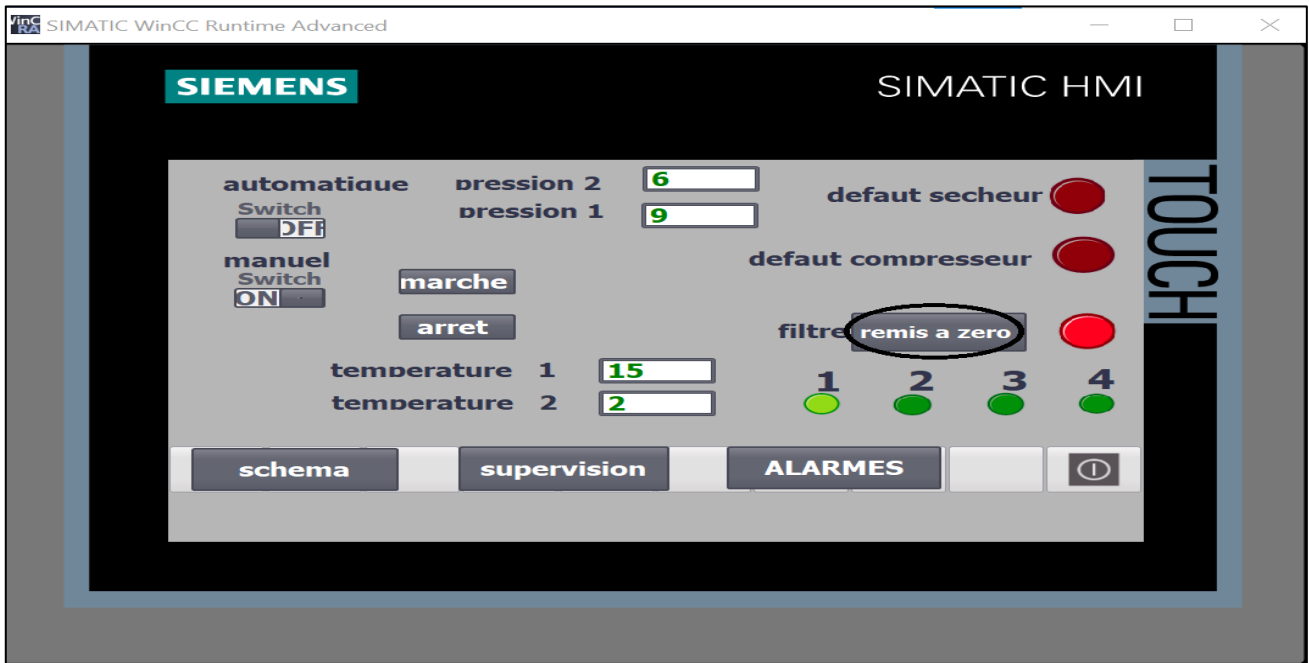 SIMATIC WinCC Runtime Advanced
SIEMENS
SIMATIC HMI
TOUCH
automatique
Switch
OFF
pression 2
6
pression 1
9
defaut secheur
manuel
Switch
ON
marche
arret
defaut compresseur
filtre
remis a zero
temperature 1
15
temperature 2
2
1 2 3 4
schema
supervision
ALARMES